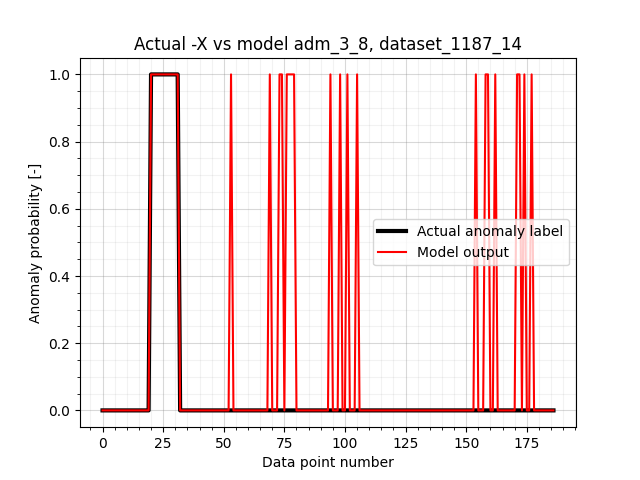 Actual -X vs model adm_3_8, dataset_1187_14
Anomaly probability [-]
1.0
0.8
0.6
0.4
0.2
0.0
Actual anomaly label
Model output
0 25 50 75 100 125 150 175
Data point number